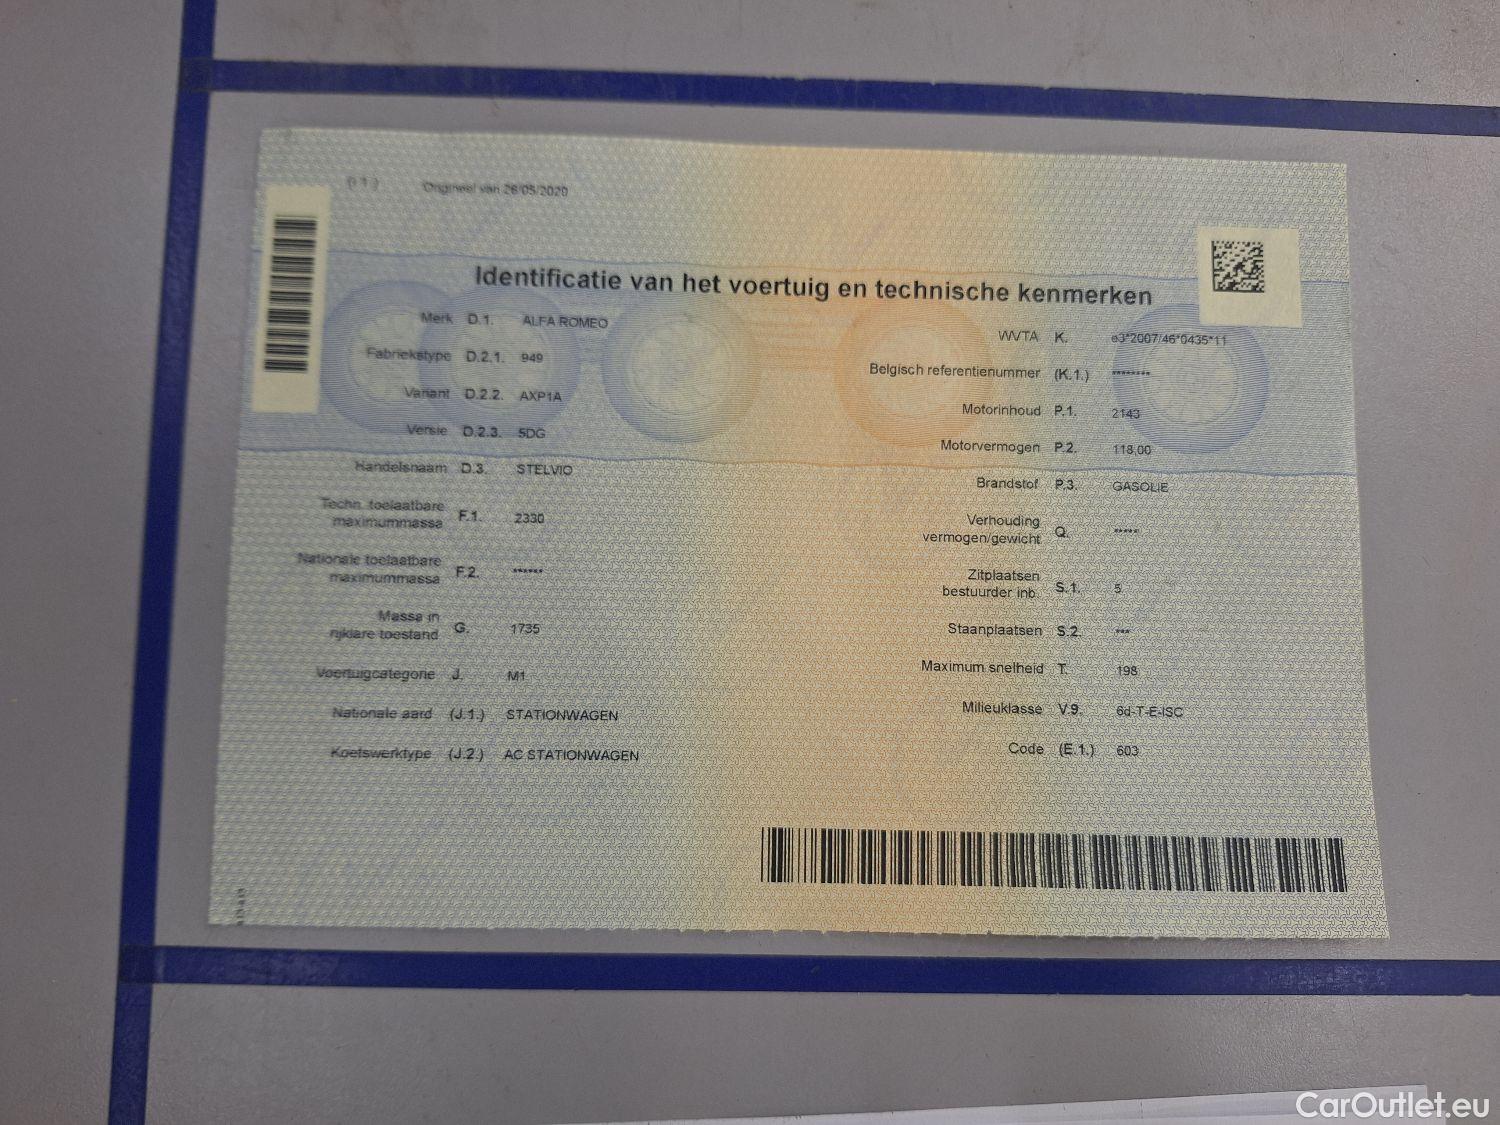 Origineel van 26/05/2020
Identificatie van het voertuig en technische kenmerken
Merk D.1. ALFA ROMEO
Fabriekstype D.2.1. 949
Variant D.2.2. AXP1A
Versie D.2.3. 5DG
Handelsnaam D.3. STELVIO
Techn. toelaatbare
maximummassa F.1. 2330
Nationale toelaatbare
maximummassa F.2. ******
Massa in
rijklare toestand G. 1735
Voertuigcategorie J. M1
Nationale aard (J.1.) STATIONWAGEN
Koetswerktype (J.2.) AC STATIONWAGEN
WVTA K. e3*2007/46*0435*11
Belgisch referentienummer (K.1.) ********
Motorinhoud P.1. 2143
Motorvermogen P.2. 118,00
Brandstof P.3. GASOLIE
Verhouding
vermogen/gewicht Q. *****
Zitplaatsen
bestuurder inb. S.1. 5
Staanplaatsen S.2. ***
Maximum snelheid T. 198
Milieuklasse V.9. 6d-T-E-ISC
Code (E.1.) 603
CarOutlet.eu